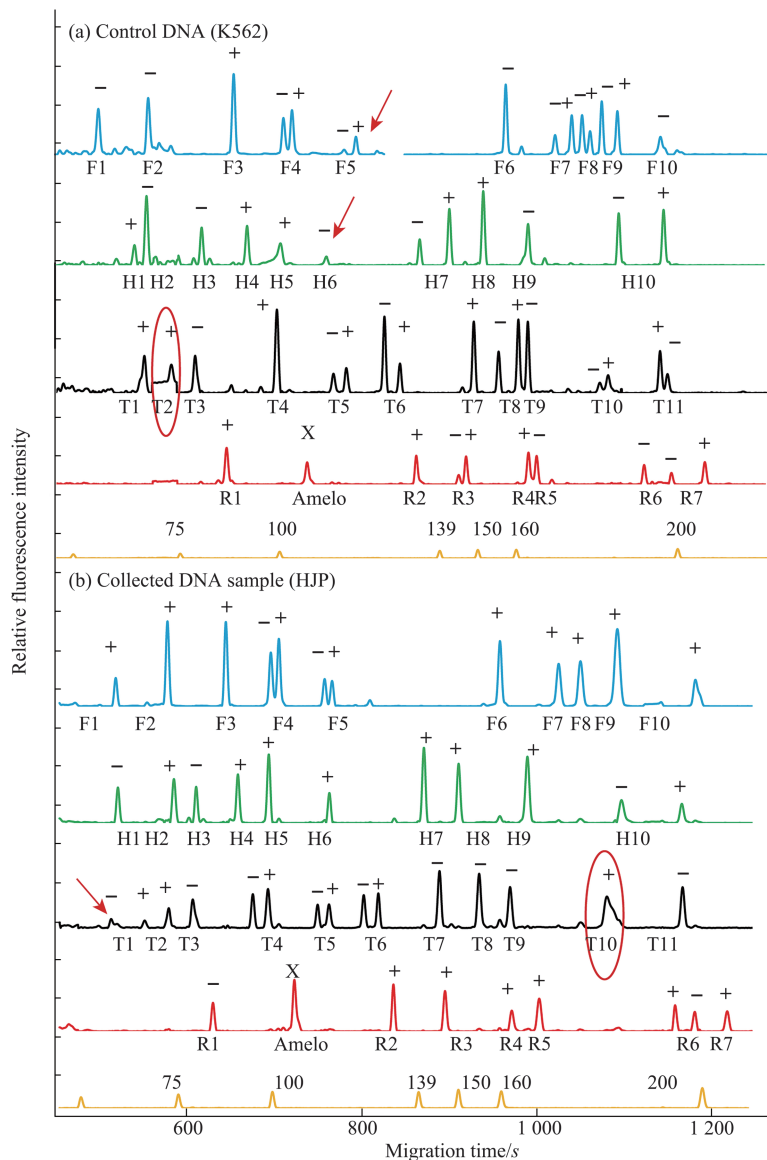 (a) Control DNA (K562)
− − + − + − + − − + − + − + −
F1 F2 F3 F4 F5 F6 F7 F8 F9 F10
+ − − + + − − + + − − +
H1 H2 H3 H4 H5 H6 H7 H8 H9 H10
+ + − + − + − + + − + − − + + −
T1 T2 T3 T4 T5 T6 T7 T8 T9 T10 T11
+ X + − + + − − − +
R1 Amelo R2 R3 R4 R5 R6 R7
75 100 139 150 160 200
(b) Collected DNA sample (HJP)
+ + + − + − + + + + + +
F1 F2 F3 F4 F5 F6 F7 F8 F9 F10
− + − + + + + + + − +
H1 H2 H3 H4 H5 H6 H7 H8 H9 H10
− + + − − + − + − + − − − + −
T1 T2 T3 T4 T5 T6 T7 T8 T9 T10 T11
− X + + + + + − +
R1 Amelo R2 R3 R4 R5 R6 R7
75 100 139 150 160 200
600 800 1 000 1 200
Migration time/s
Relative fluorescence intensity